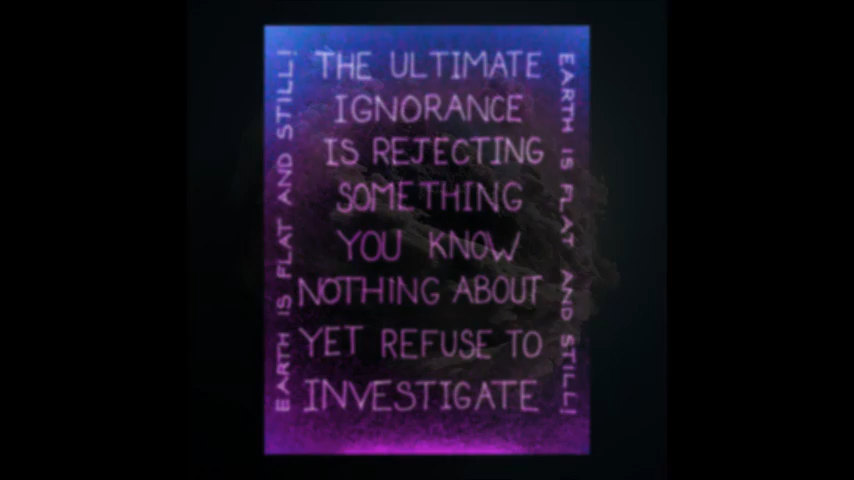 EARTH IS FLAT AND STILL!
THE ULTIMATE
IGNORANCE
IS REJECTING
SOMETHING
YOU KNOW
NOTHING ABOUT
YET REFUSE TO
INVESTIGATE
EARTH IS FLAT AND STILL!